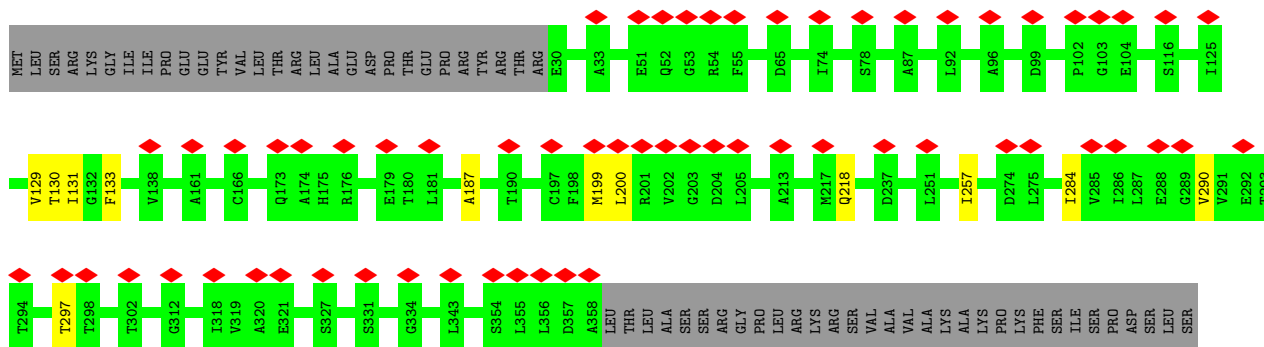 MET LEU SER ARG LYS GLY ILE ILE PRO GLU GLU TYR VAL LEU THR ARG LEU ALA GLU ASP PRO THR GLU PRO ARG TYR ARG THR ARG E30 A33 E51 Q52 G53 R54 F55 D65 I74 S78 A87 L92 A96 D99 P102 G103 E104 S116 I125
V129 T130 I131 G132 F133 V138 A161 C166 Q173 A174 H175 R176 E179 T180 L181 A187 T190 C197 F198 M199 L200 R201 V202 G203 D204 L205 A213 M217 Q218 D237 L251 I257 D274 L275 I284 V285 I286 L287 E288 G289 V290 V291 E292 T293
T294 T297 T298 T302 G312 I318 V319 A320 E321 S327 S331 G334 L343 S354 L355 L356 D357 A358 LEU THR LEU ALA SER SER ARG GLY PRO LEU ARG LYS ARG SER VAL ALA VAL ALA LYS ALA LYS PRO LYS PHE SER ILE SER PRO ASP SER LEU SER